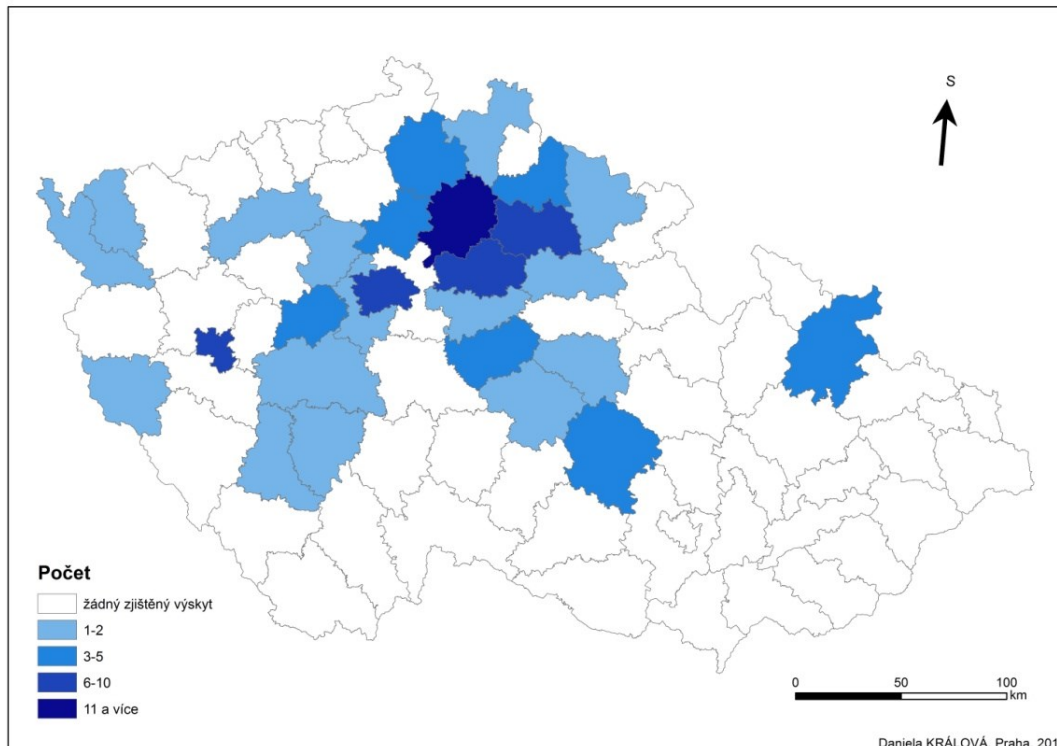 S
Počet
žádný zjištěný výskyt
1-2
3-5
6-10
11 a více
0 50 100
km
Daniela KRÁLOVÁ, Praha, 201